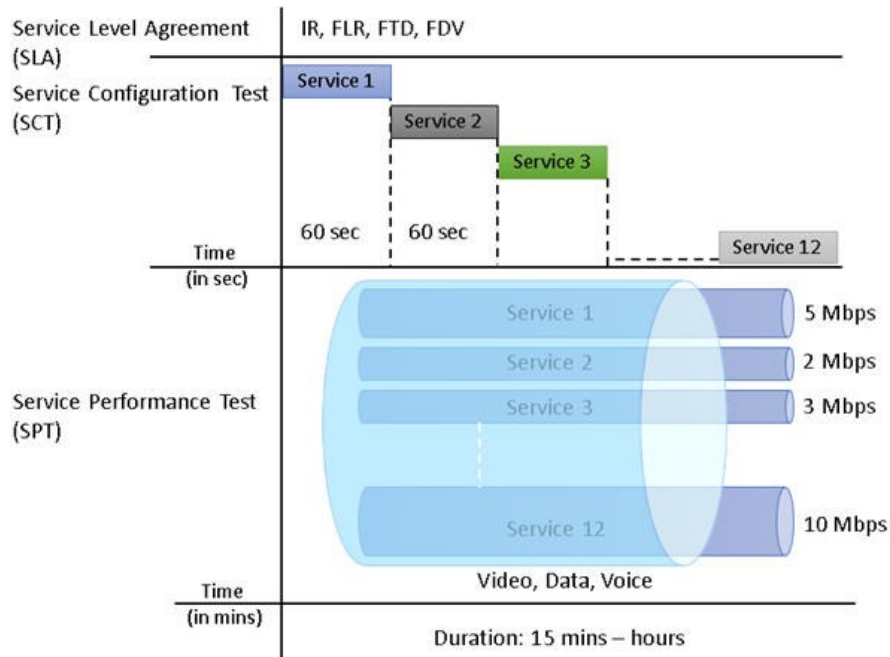 Service Level Agreement
(SLA)
IR, FLR, FTD, FDV
Service Configuration Test
(SCT)
Service 1
Service 2
Service 3
60 sec
60 sec
Service 12
Time
(in sec)
Service 1
5 Mbps
Service 2
2 Mbps
Service Performance Test
(SPT)
Service 3
3 Mbps
Service 12
10 Mbps
Video, Data, Voice
Time
(in mins)
Duration: 15 mins – hours